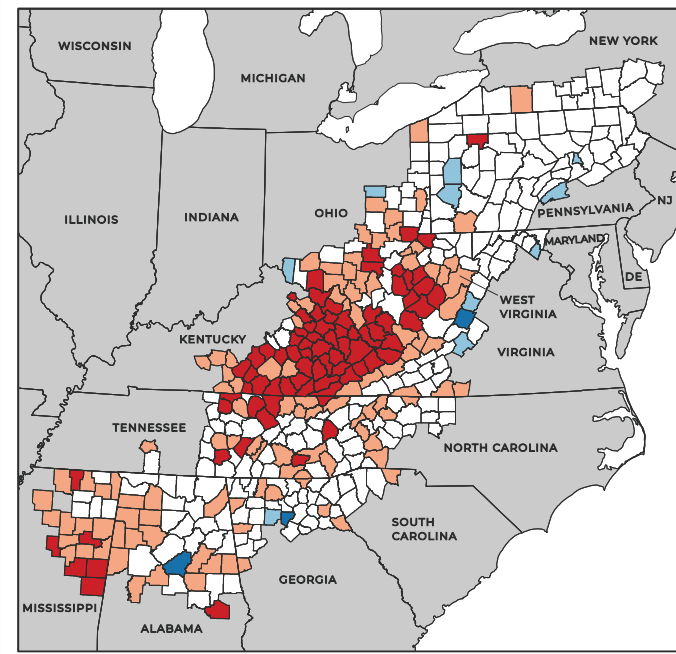 WISCONSIN
NEW YORK
MICHIGAN
ILLINOIS
INDIANA
OHIO
PENNSYLVANIA
NJ
MARYLAND
DE
WEST
VIRGINIA
KENTUCKY
VIRGINIA
TENNESSEE
NORTH CAROLINA
SOUTH
CAROLINA
GEORGIA
MISSISSIPPI
ALABAMA